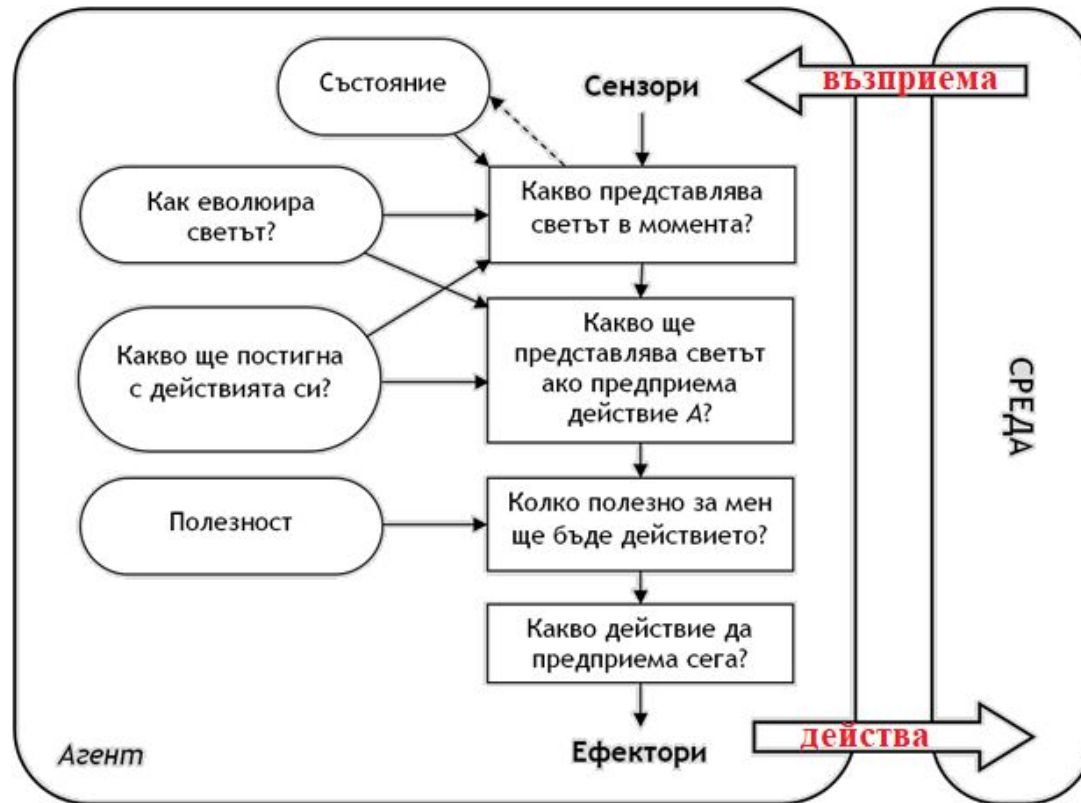 Състояние
Сензори
възприема
Как еволюира
светът?
Какво представлява
светът в момента?
Какво ще постигна
с действията си?
Какво ще
представлява светът
ако предприема
действие A?
СРЕДА
Полезност
Колко полезно за мен
ще бъде действието?
Какво действие да
предприема сега?
Агент
Ефектори
действа